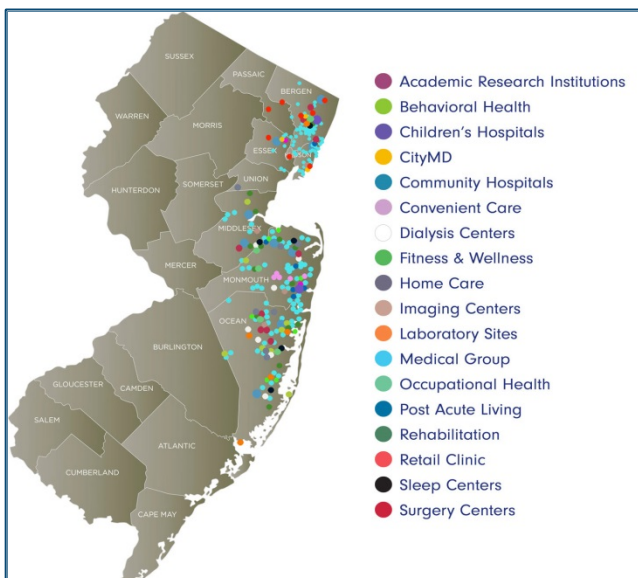 SUSSEX
PASSAIC
BERGEN
WARREN
MORRIS
ESSEX
UNION
HUNTERDON
SOMERSET
MIDDLESEX
MERCER
MONMOUTH
OCEAN
BURLINGTON
GLOUCESTER
CAMDEN
SALEM
ATLANTIC
CUMBERLAND
CAPE MAY
Academic Research Institutions
Behavioral Health
Children's Hospitals
CityMD
Community Hospitals
Convenient Care
Dialysis Centers
Fitness & Wellness
Home Care
Imaging Centers
Laboratory Sites
Medical Group
Occupational Health
Post Acute Living
Rehabilitation
Retail Clinic
Sleep Centers
Surgery Centers